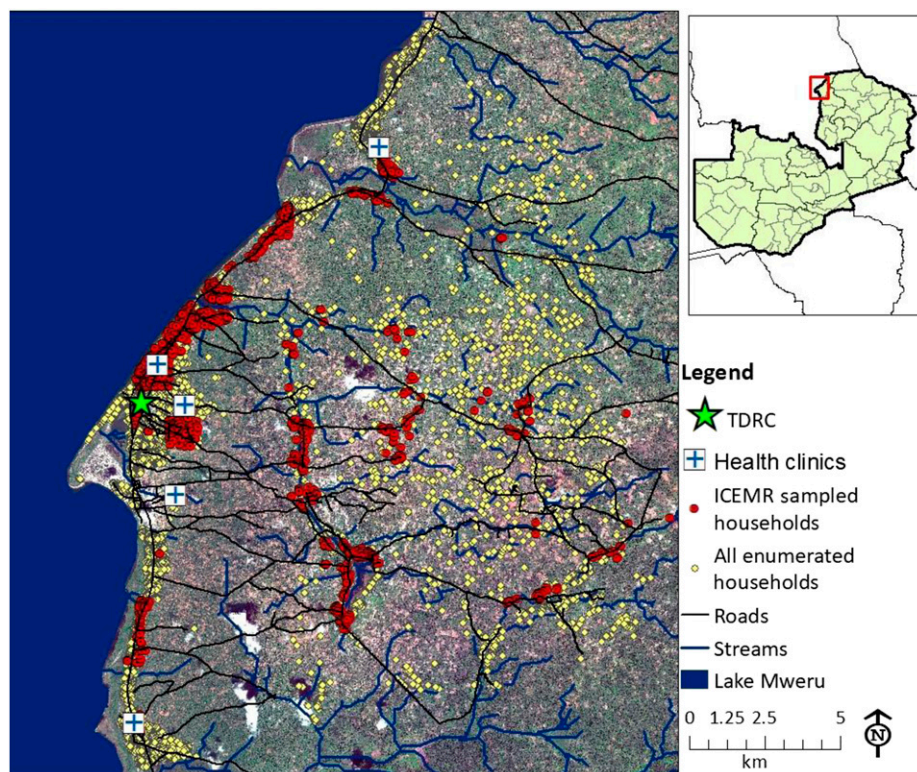 Legend
TDRC
Health clinics
ICEMR sampled
households
All enumerated
households
Roads
Streams
Lake Mweru
0 1.25 2.5 5
km
N